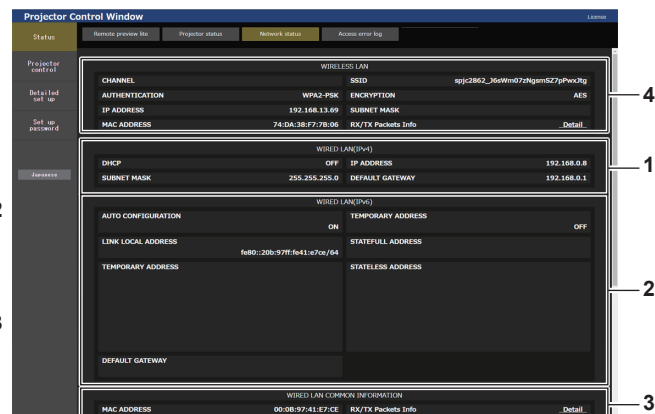 Projector Control Window
License
Status
Remote preview lite
Projector status
Network status
Access error log
Projector control
Detailed set up
Set up password
Japanese
WIRELESS LAN
CHANNEL
SSID spjc2862_J6sWm07zNgsmSZ7pPwxJtg
AUTHENTICATION WPA2-PSK ENCRYPTION AES
IP ADDRESS 192.168.13.69 SUBNET MASK
MAC ADDRESS 74:DA:38:F7:7B:06 RX/TX Packets Info Detail
4
WIRED LAN(IPv4)
DHCP OFF IP ADDRESS 192.168.0.8
SUBNET MASK 255.255.255.0 DEFAULT GATEWAY 192.168.0.1
1
WIRED LAN(IPv6)
AUTO CONFIGURATION ON
TEMPORARY ADDRESS OFF
LINK LOCAL ADDRESS fe80::20b:97ff:fe41:e7ce/64
STATEFULL ADDRESS
TEMPORARY ADDRESS
STATELESS ADDRESS
DEFAULT GATEWAY
2
WIRED LAN COMMON INFORMATION
MAC ADDRESS 00:0B:97:41:E7:CE RX/TX Packets Info Detail
3